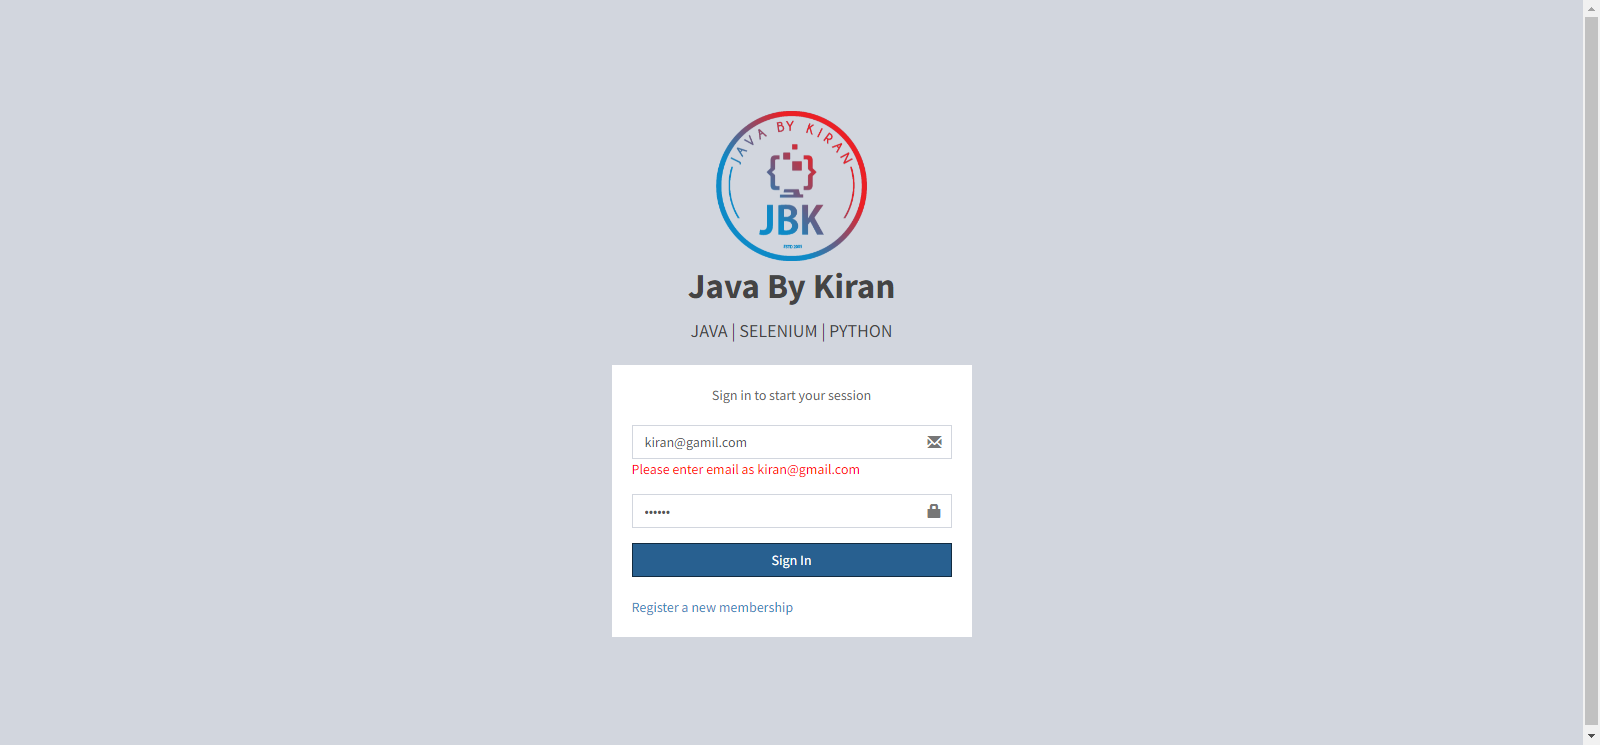 JAVA BY KIRAN
JBK
Java By Kiran
JAVA | SELENIUM | PYTHON
Sign in to start your session
kiran@gamil.com
Please enter email as kiran@gmail.com
••••••
Sign In
Register a new membership